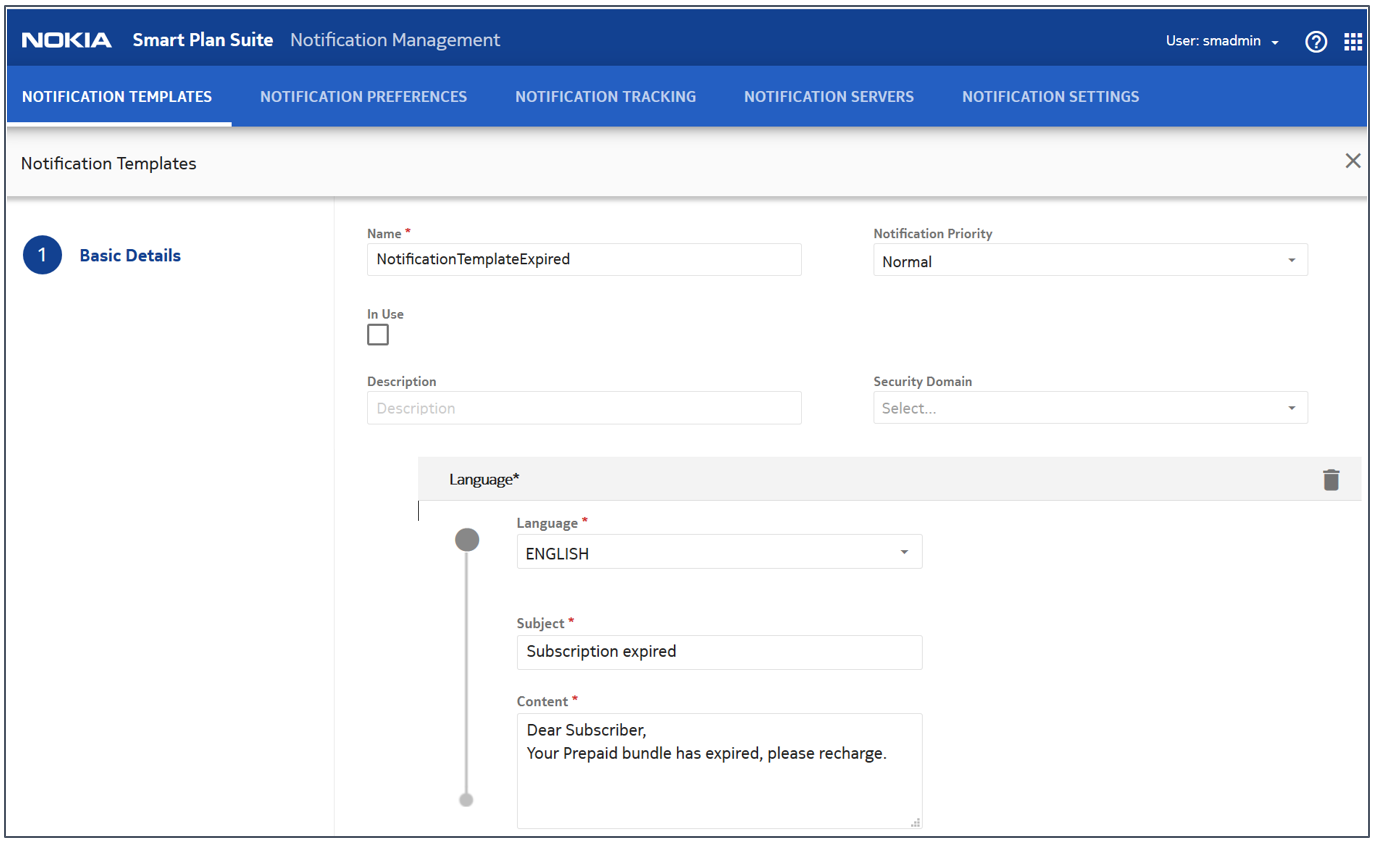 NOKIA Smart Plan Suite Notification Management User: smadmin
NOTIFICATION TEMPLATES NOTIFICATION PREFERENCES NOTIFICATION TRACKING NOTIFICATION SERVERS NOTIFICATION SETTINGS
Notification Templates
1 Basic Details
Name * Notification Priority
NotificationTemplateExpired Normal
In Use
Description Security Domain
Description Select...
Language*
Language *
ENGLISH
Subject *
Subscription expired
Content *
Dear Subscriber,
Your Prepaid bundle has expired, please recharge.